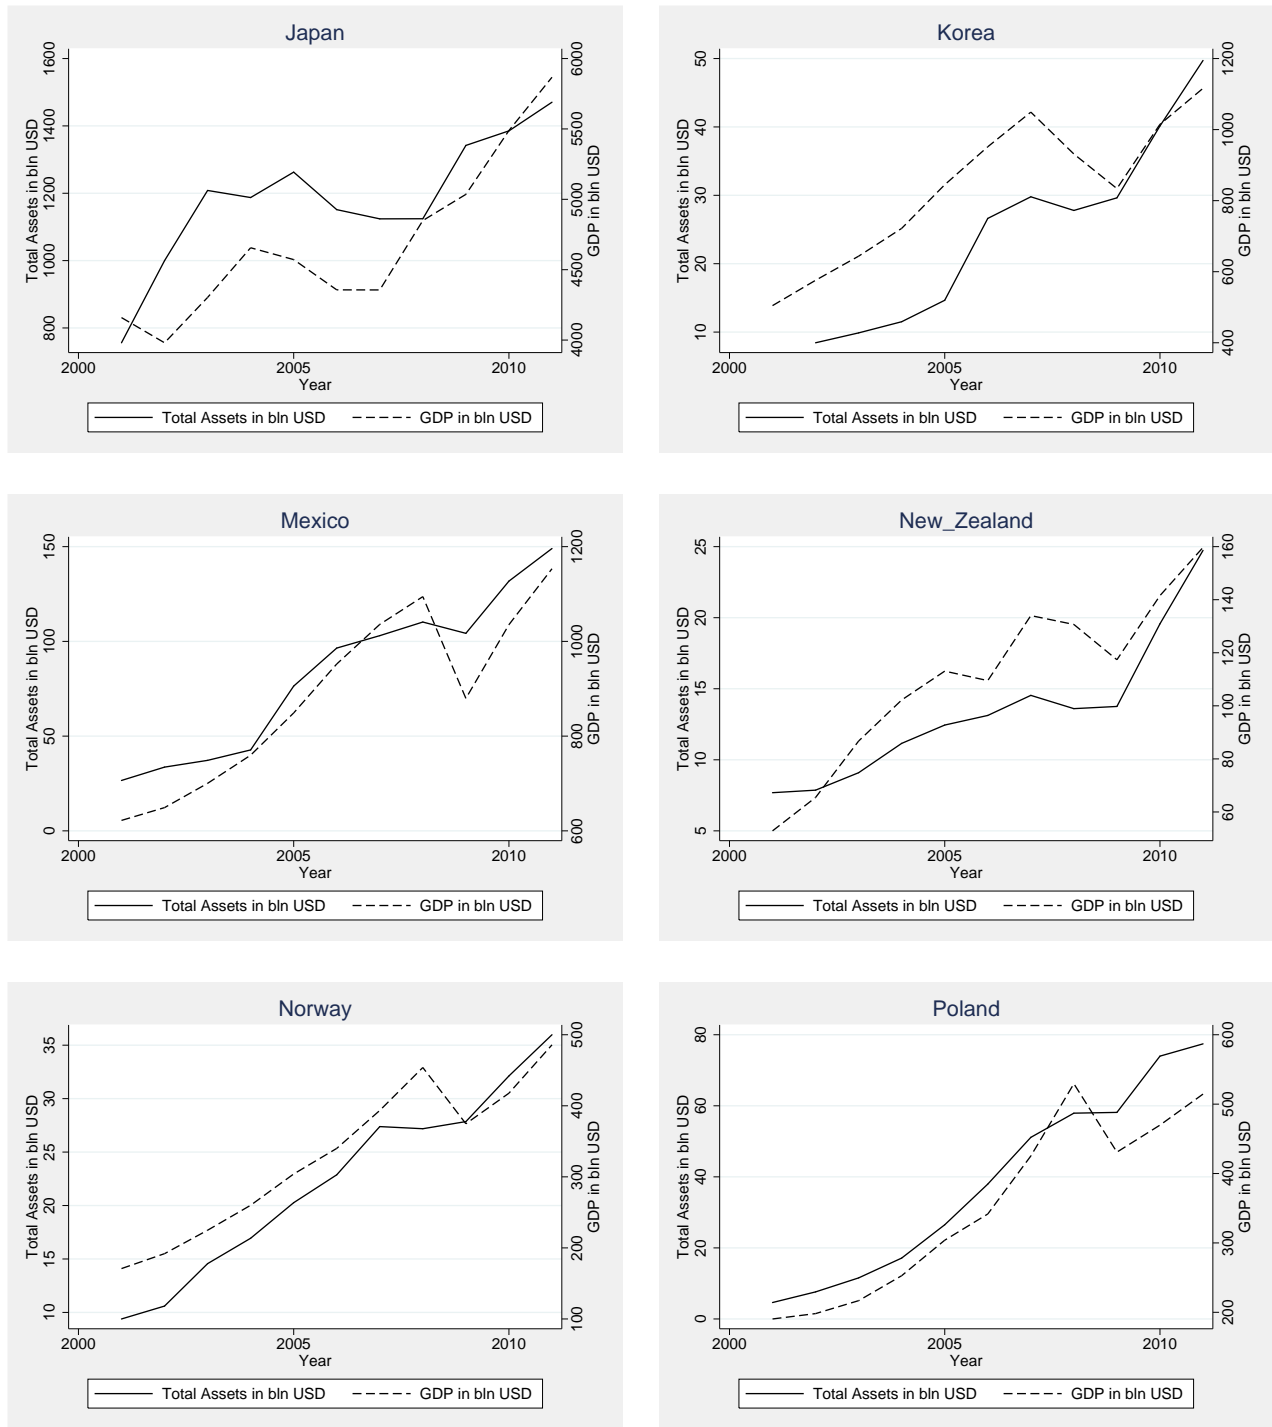 Japan
Total Assets in bln USD
800 1000 1200 1400 1600
GDP in bln USD
4000 4500 5000 5500 6000
2000 2005 2010
Year
Total Assets in bln USD GDP in bln USD
Korea
Total Assets in bln USD
10 20 30 40 50
GDP in bln USD
400 600 800 1000 1200
2000 2005 2010
Year
Total Assets in bln USD GDP in bln USD
Mexico
Total Assets in bln USD
0 50 100 150
GDP in bln USD
600 800 1000 1200
2000 2005 2010
Year
Total Assets in bln USD GDP in bln USD
New_Zealand
Total Assets in bln USD
5 10 15 20 25
GDP in bln USD
60 80 100 120 140 160
2000 2005 2010
Year
Total Assets in bln USD GDP in bln USD
Norway
Total Assets in bln USD
10 15 20 25 30 35
GDP in bln USD
100 200 300 400 500
2000 2005 2010
Year
Total Assets in bln USD GDP in bln USD
Poland
Total Assets in bln USD
0 20 40 60 80
GDP in bln USD
200 300 400 500 600
2000 2005 2010
Year
Total Assets in bln USD GDP in bln USD